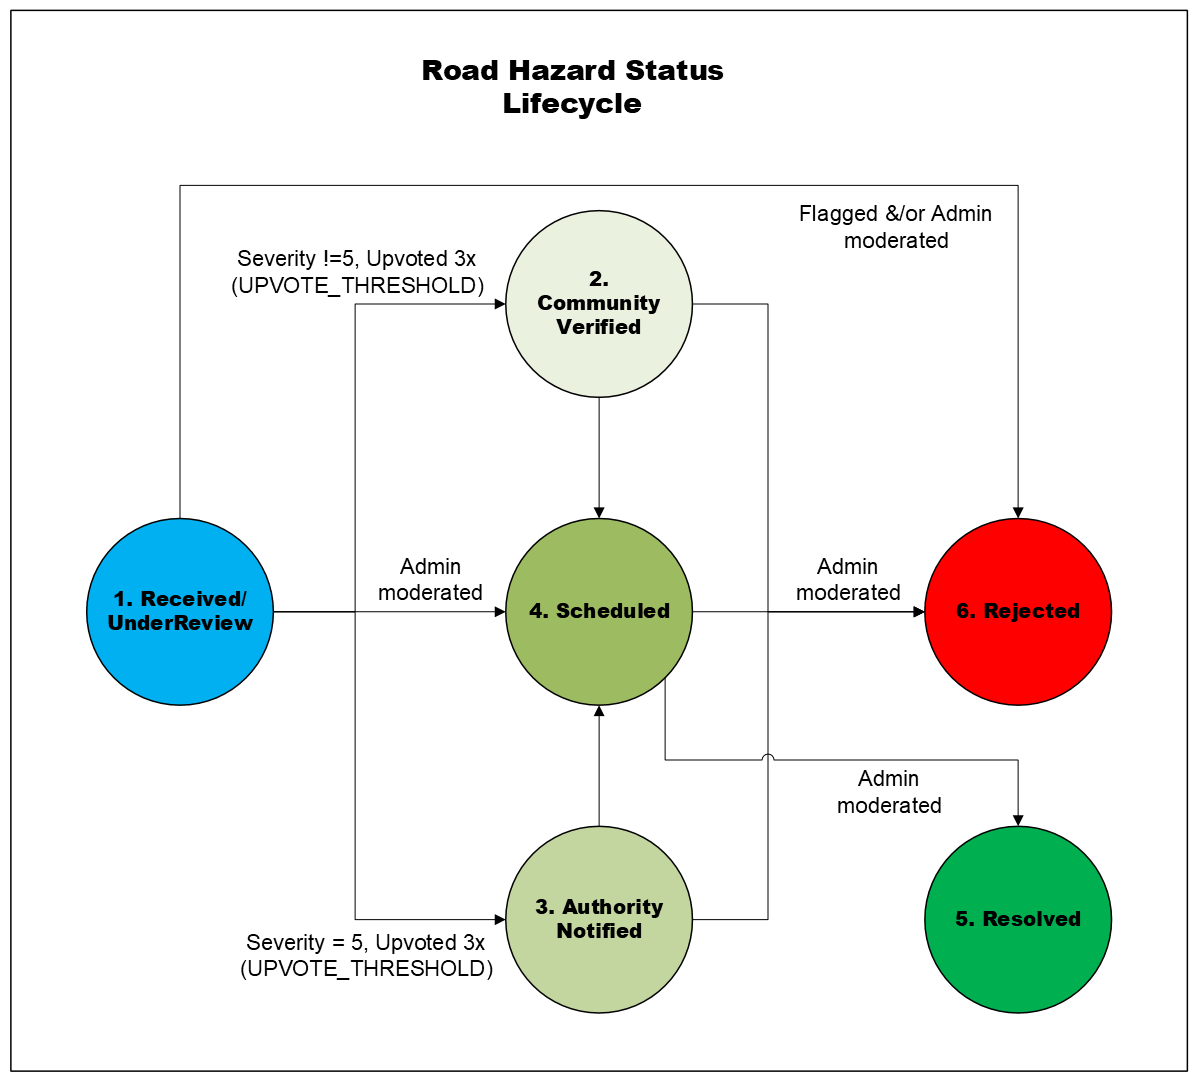 Road Hazard Status
Lifecycle
Flagged &/or Admin
moderated
Severity !=5, Upvoted 3x
(UPVOTE_THRESHOLD)
2.
Community
Verified
Admin
moderated
Admin
moderated
1. Received/
UnderReview
4. Scheduled
6. Rejected
Admin
moderated
3. Authority
Notified
5. Resolved
Severity = 5, Upvoted 3x
(UPVOTE_THRESHOLD)